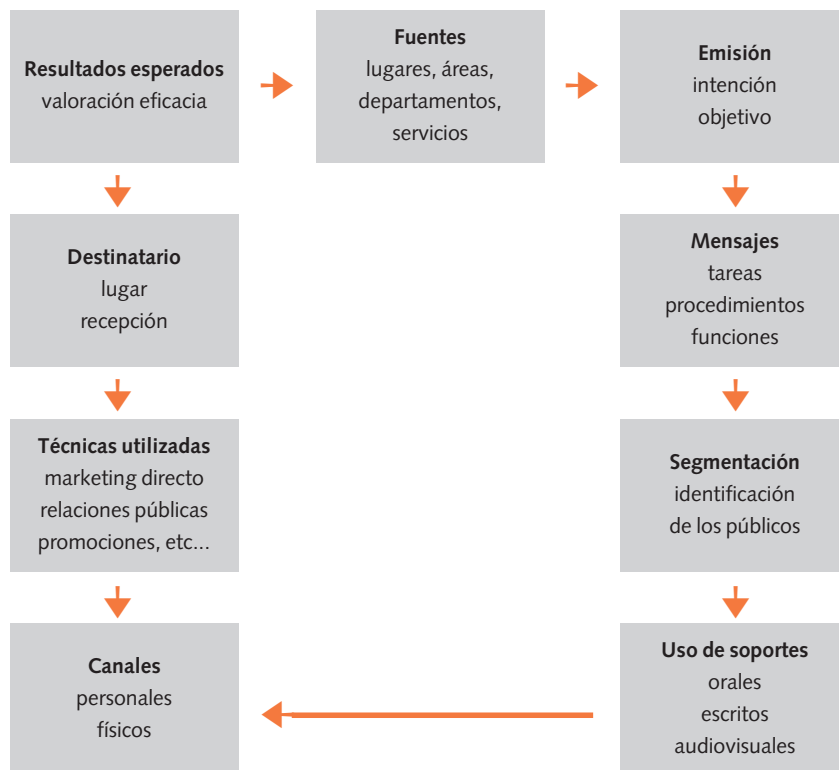 Resultados esperados
valoración eficacia
Fuentes
lugares, áreas,
departamentos,
servicios
Emisión
intención
objetivo
Destinatario
lugar
recepción
Mensajes
tareas
procedimientos
funciones
Técnicas utilizadas
marketing directo
relaciones públicas
promociones, etc...
Segmentación
identificación
de los públicos
Canales
personales
físicos
Uso de soportes
orales
escritos
audiovisuales